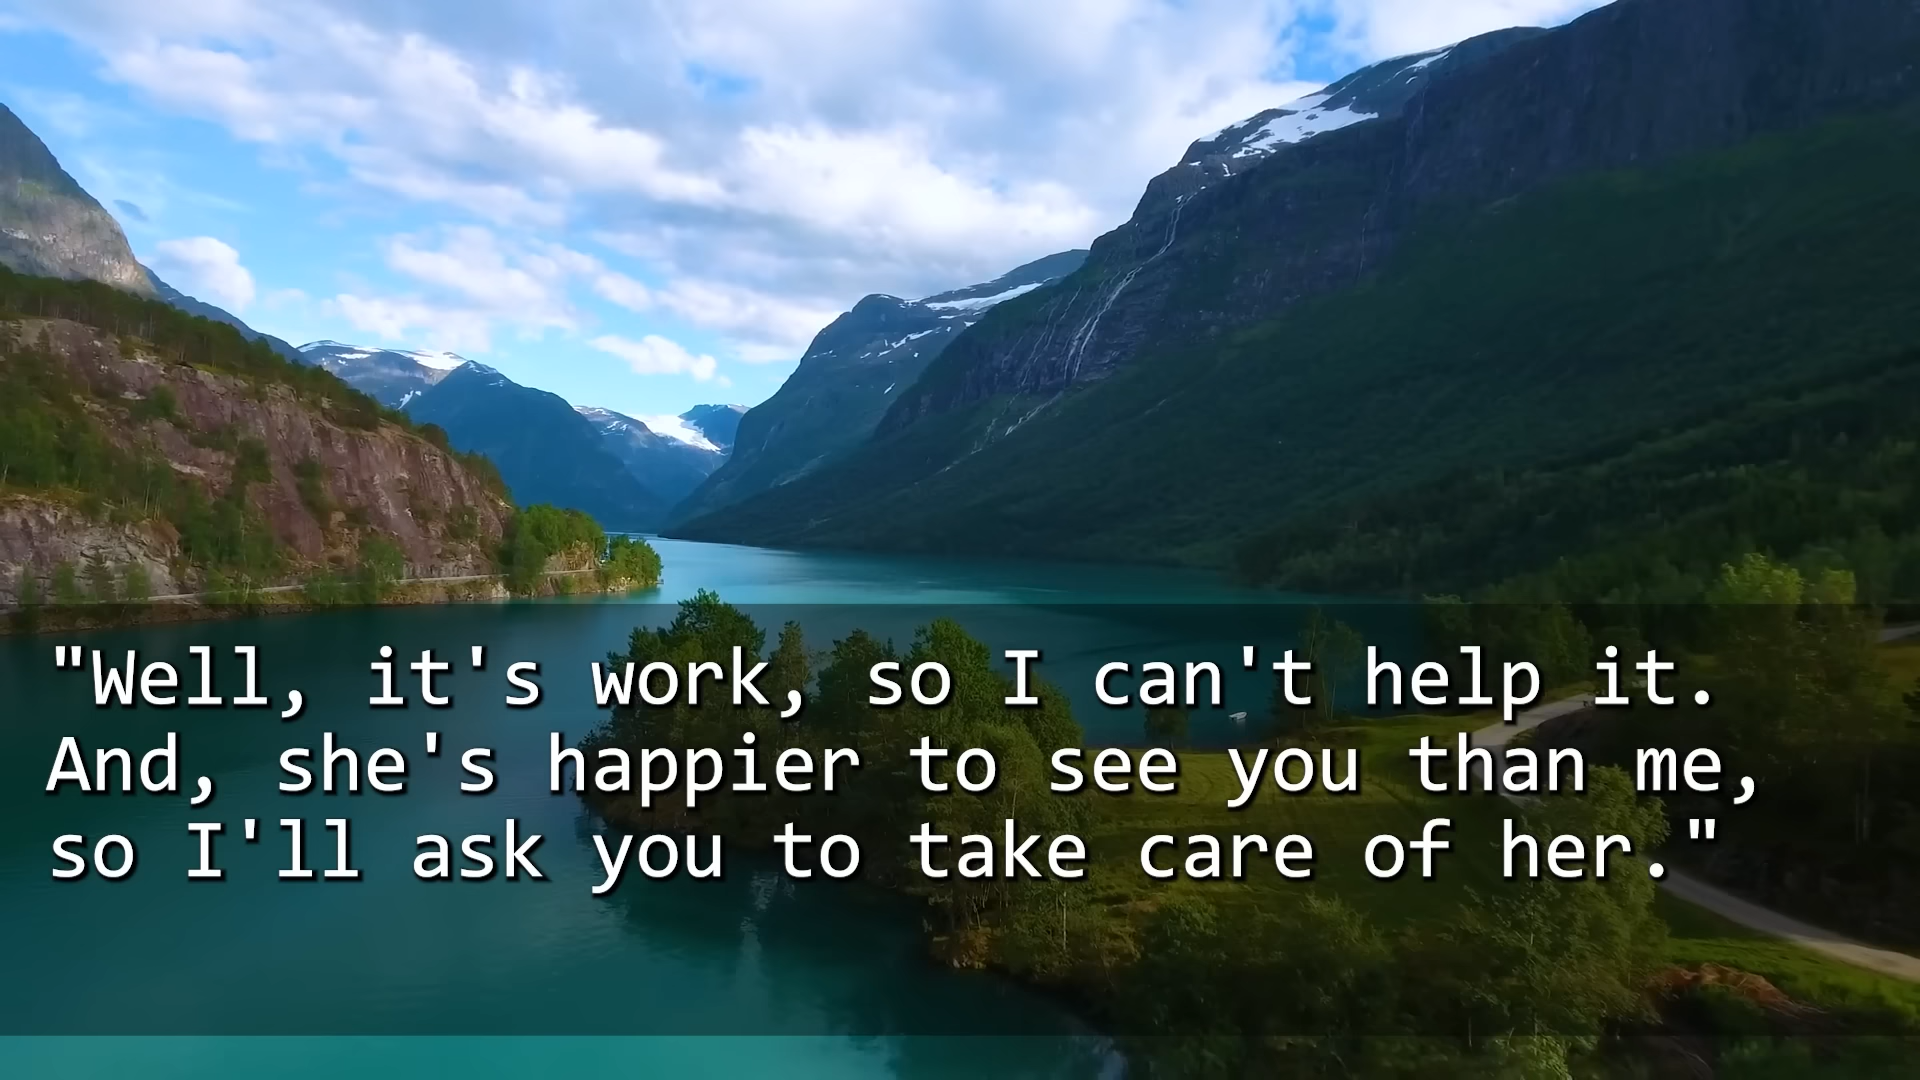 "Well, it's work, so I can't help it.
And, she's happier to see you than me,
so I'll ask you to take care of her."